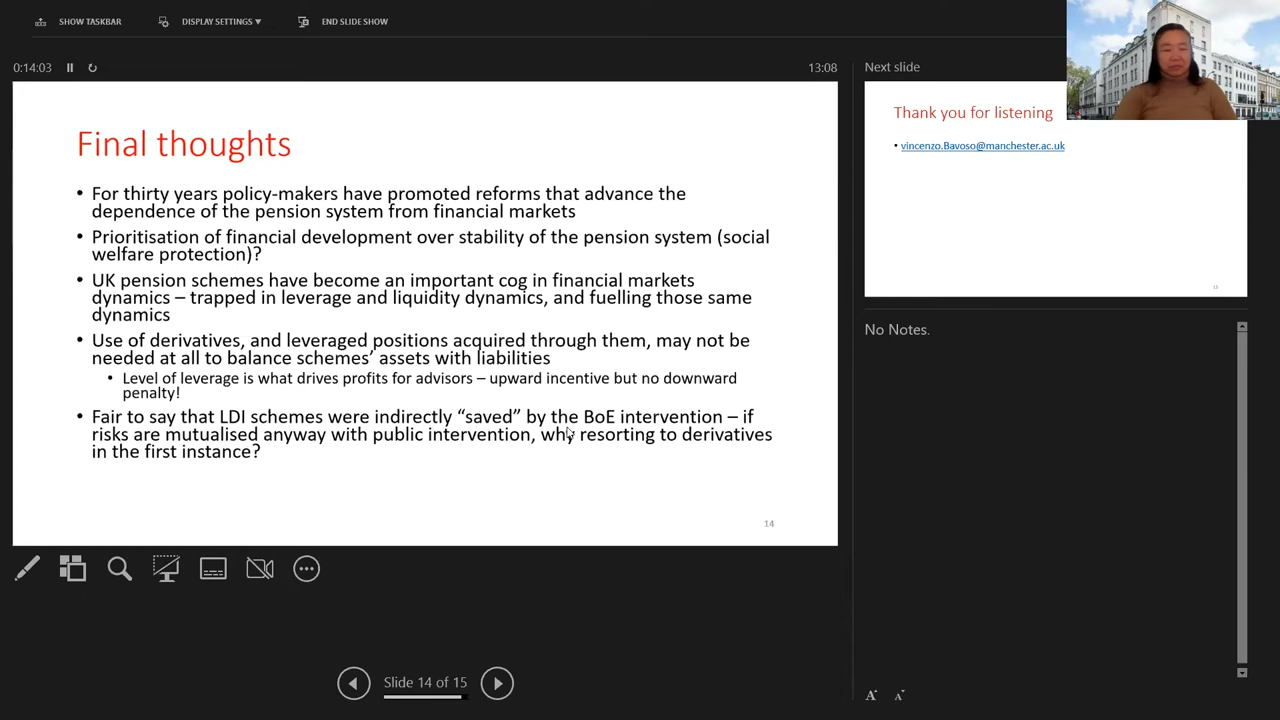 SHOW TASKBAR
DISPLAY SETTINGS ▾
END SLIDE SHOW
0:14:03
13:08
Final thoughts
• For thirty years policy-makers have promoted reforms that advance the
dependence of the pension system from financial markets
• Prioritisation of financial development over stability of the pension system (social
welfare protection)?
• UK pension schemes have become an important cog in financial markets
dynamics – trapped in leverage and liquidity dynamics, and fuelling those same
dynamics
• Use of derivatives, and leveraged positions acquired through them, may not be
needed at all to balance schemes’ assets with liabilities
• Level of leverage is what drives profits for advisors – upward incentive but no downward
penalty!
• Fair to say that LDI schemes were indirectly “saved” by the BoE intervention – if
risks are mutualised anyway with public intervention, why resorting to derivatives
in the first instance?
14
Slide 14 of 15
Next slide
Thank you for listening
• vincenzo.Bavoso@manchester.ac.uk
15
No Notes.
A A